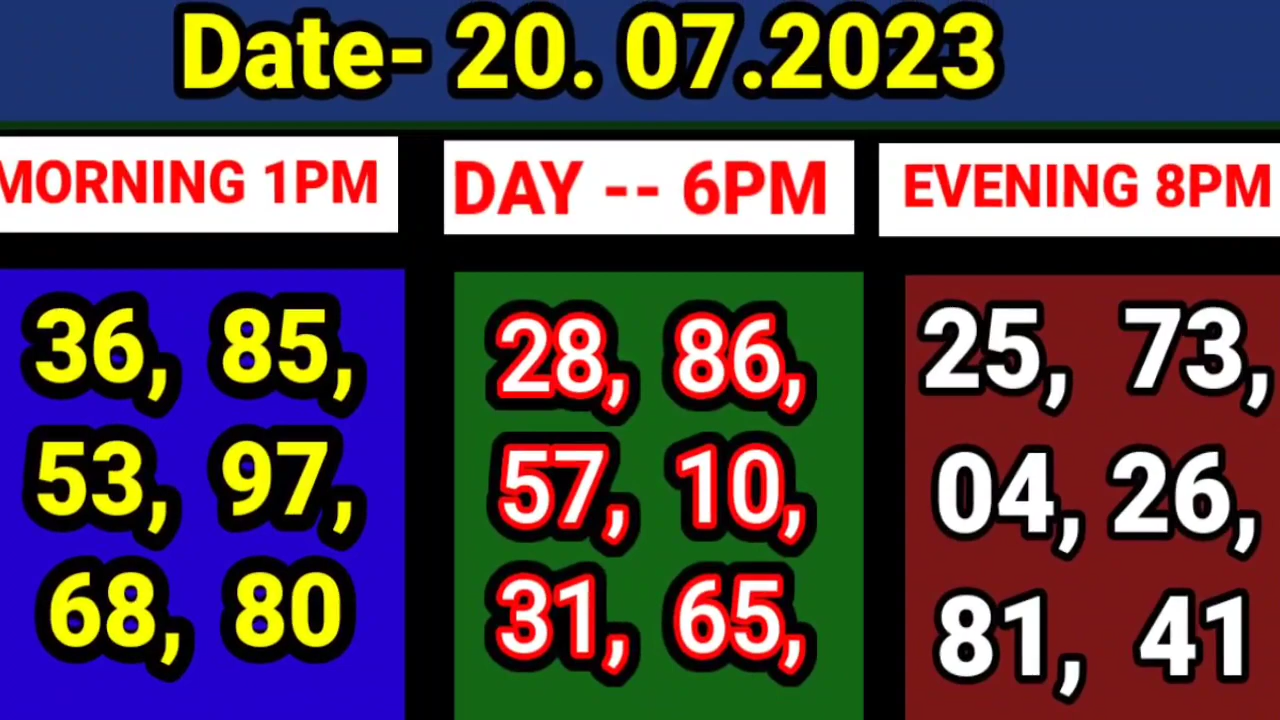 Date- 20. 07.2023
MORNING 1PM
36, 85,
53, 97,
68, 80
DAY -- 6PM
28, 86,
57, 10,
31, 65,
EVENING 8PM
25, 73,
04, 26,
81, 41